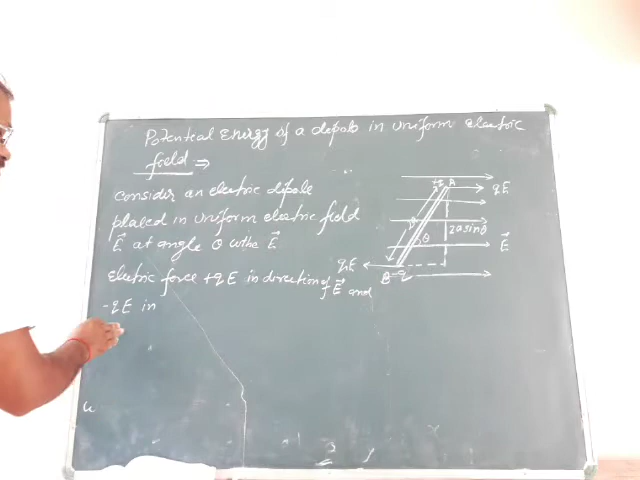 Potential Energy of a dipole in uniform electric
field ⇒
consider an electric dipole
placed in uniform electric field
E⃗ at angle θ with E⃗
electric force +qE in direction of E⃗ and
-qE in
+q A
qE
2a sinθ
θ
E⃗
qE
B -q